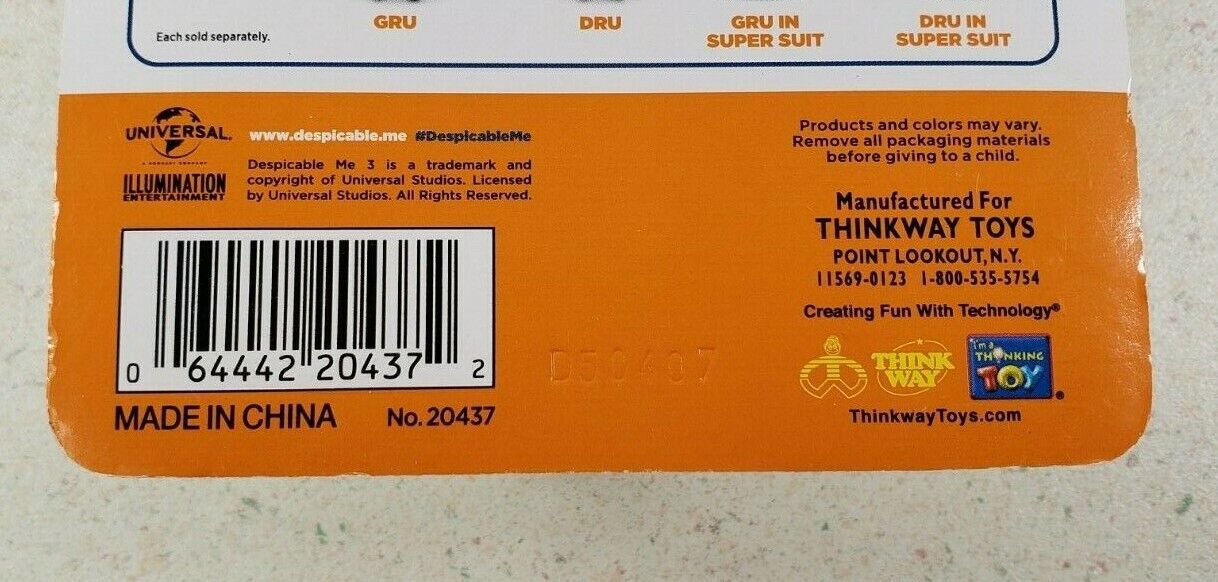 GRU
DRU
GRU IN
SUPER SUIT
DRU IN
SUPER SUIT
Each sold separately.
UNIVERSAL
A COMCAST COMPANY
ILLUMINATION
ENTERTAINMENT
www.despicable.me #DespicableMe
Despicable Me 3 is a trademark and
copyright of Universal Studios. Licensed
by Universal Studios. All Rights Reserved.
0 64442 20437 2
MADE IN CHINA No. 20437
Products and colors may vary.
Remove all packaging materials
before giving to a child.
Manufactured For
THINKWAY TOYS
POINT LOOKOUT, N.Y.
11569-0123 1-800-535-5754
Creating Fun With Technology®
THINK
WAY
I'm a
THINKING
TOY®
ThinkwayToys.com